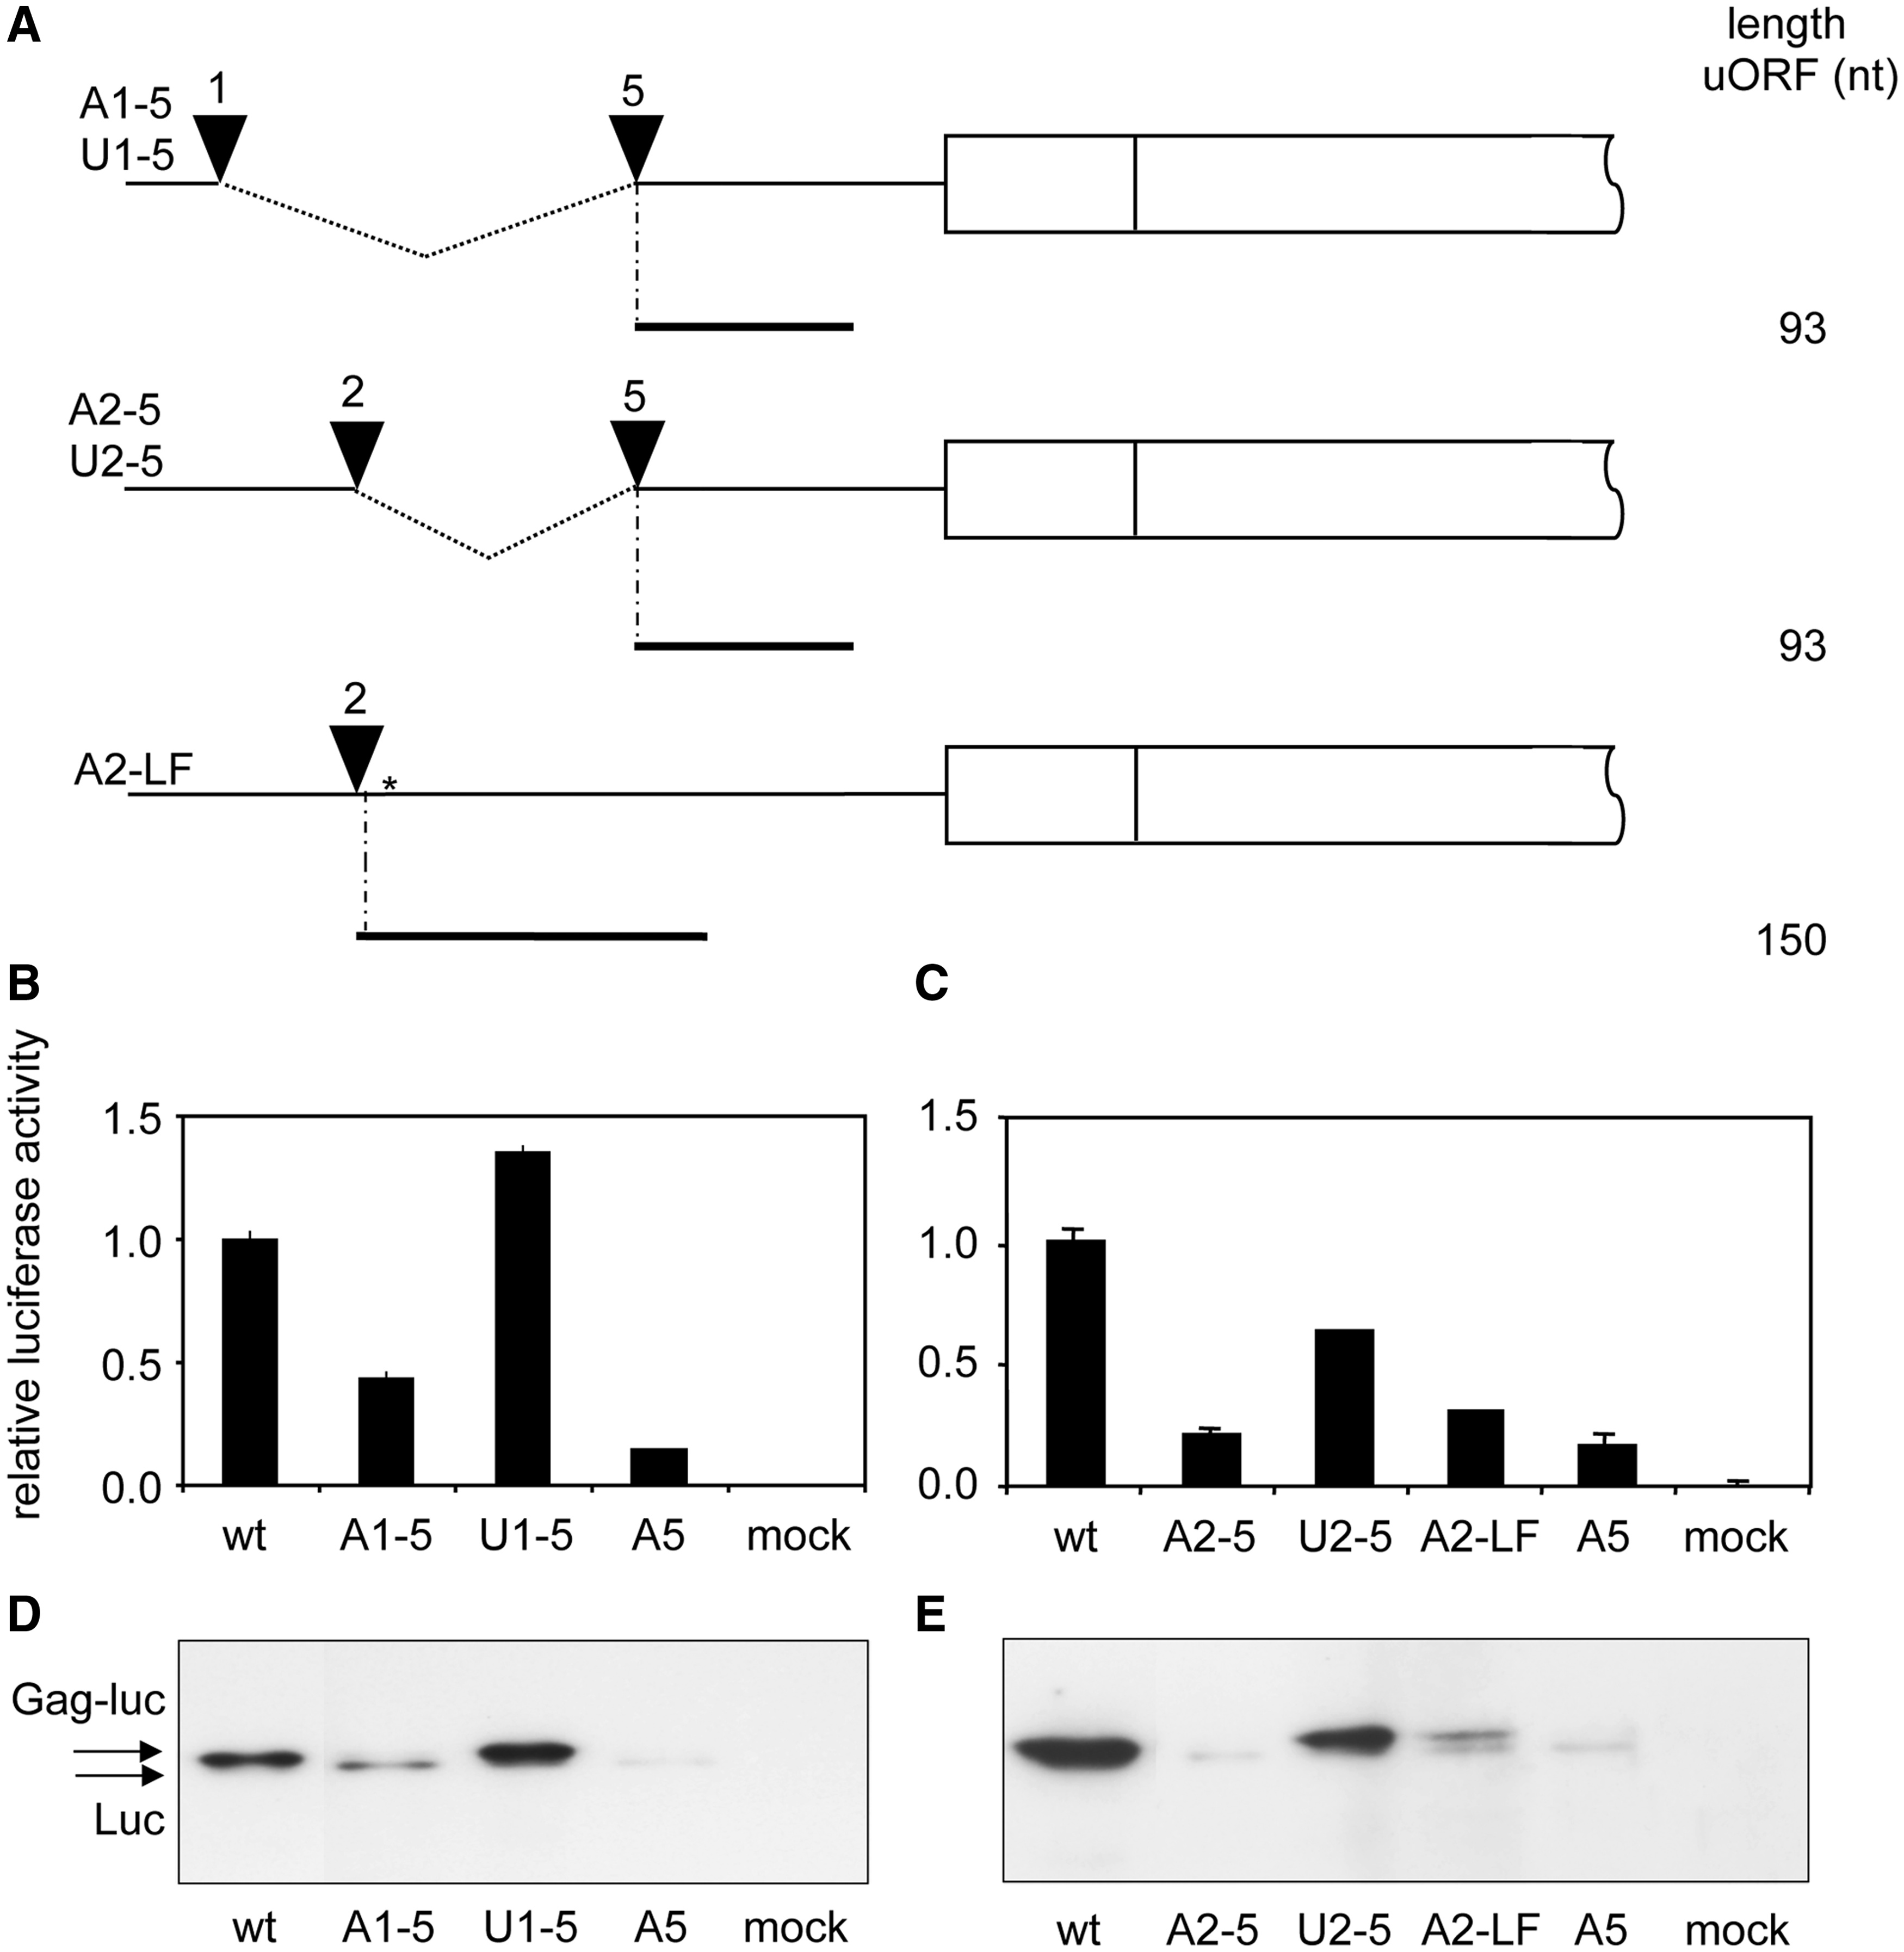 A
length
uORF (nt)
A1-5
U1-5
1
5
93
A2-5
U2-5
2
5
93
A2-LF
2
*
150
B
relative luciferase activity
1.5
1.0
0.5
0.0
wt A1-5 U1-5 A5 mock
C
1.5
1.0
0.5
0.0
wt A2-5 U2-5 A2-LF A5 mock
D
Gag-luc
Luc
wt A1-5 U1-5 A5 mock
E
wt A2-5 U2-5 A2-LF A5 mock